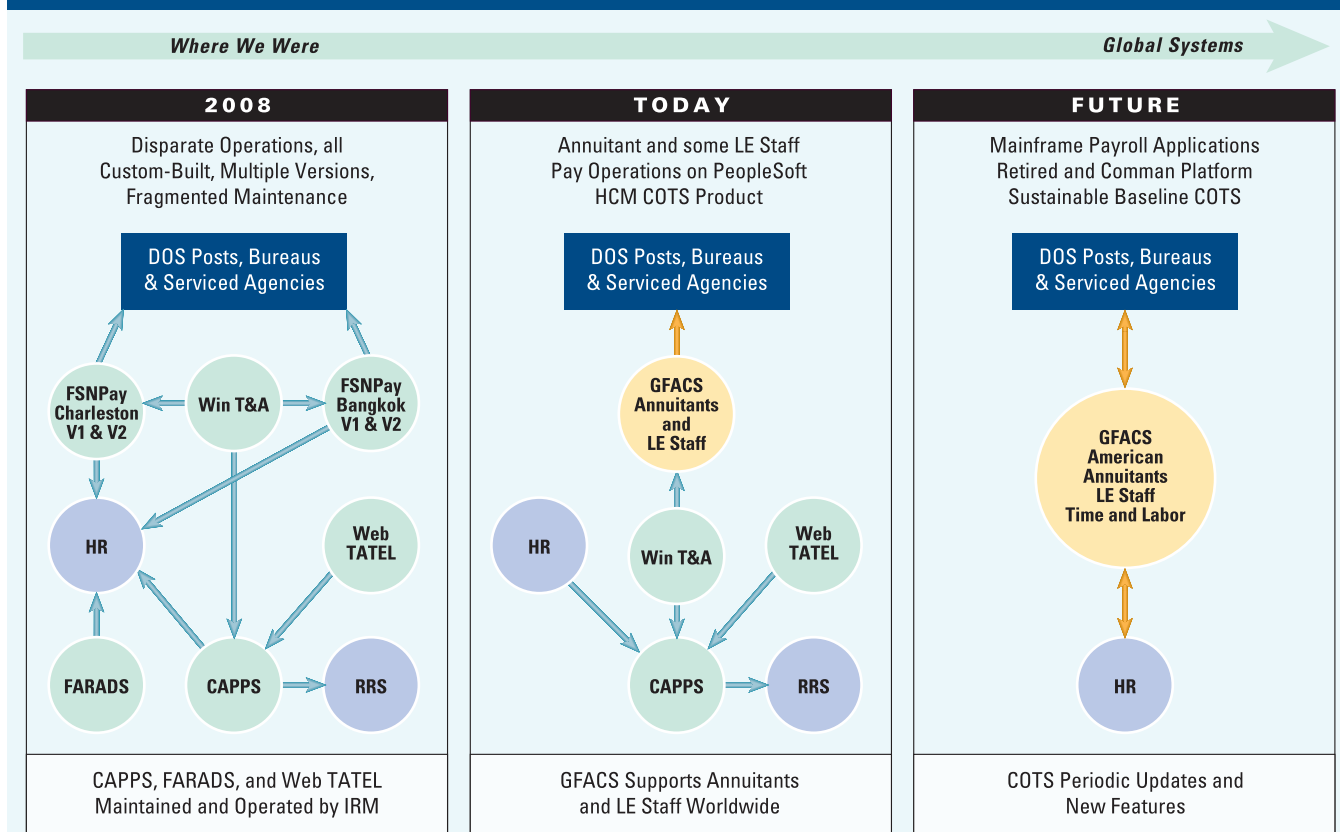 Where We Were
Global Systems
2008
Disparate Operations, all
Custom-Built, Multiple Versions,
Fragmented Maintenance
DOS Posts, Bureaus
& Serviced Agencies
FSNPay
Charleston
V1 & V2
Win T&A
FSNPay
Bangkok
V1 & V2
HR
Web
TATEL
FARADS
CAPPS
RRS
CAPPS, FARADS, and Web TATEL
Maintained and Operated by IRM
TODAY
Annuitant and some LE Staff
Pay Operations on PeopleSoft
HCM COTS Product
DOS Posts, Bureaus
& Serviced Agencies
GFACS
Annuitants
and
LE Staff
HR
Win T&A
Web
TATEL
CAPPS
RRS
GFACS Supports Annuitants
and LE Staff Worldwide
FUTURE
Mainframe Payroll Applications
Retired and Comman Platform
Sustainable Baseline COTS
DOS Posts, Bureaus
& Serviced Agencies
GFACS
American
Annuitants
LE Staff
Time and Labor
HR
COTS Periodic Updates and
New Features